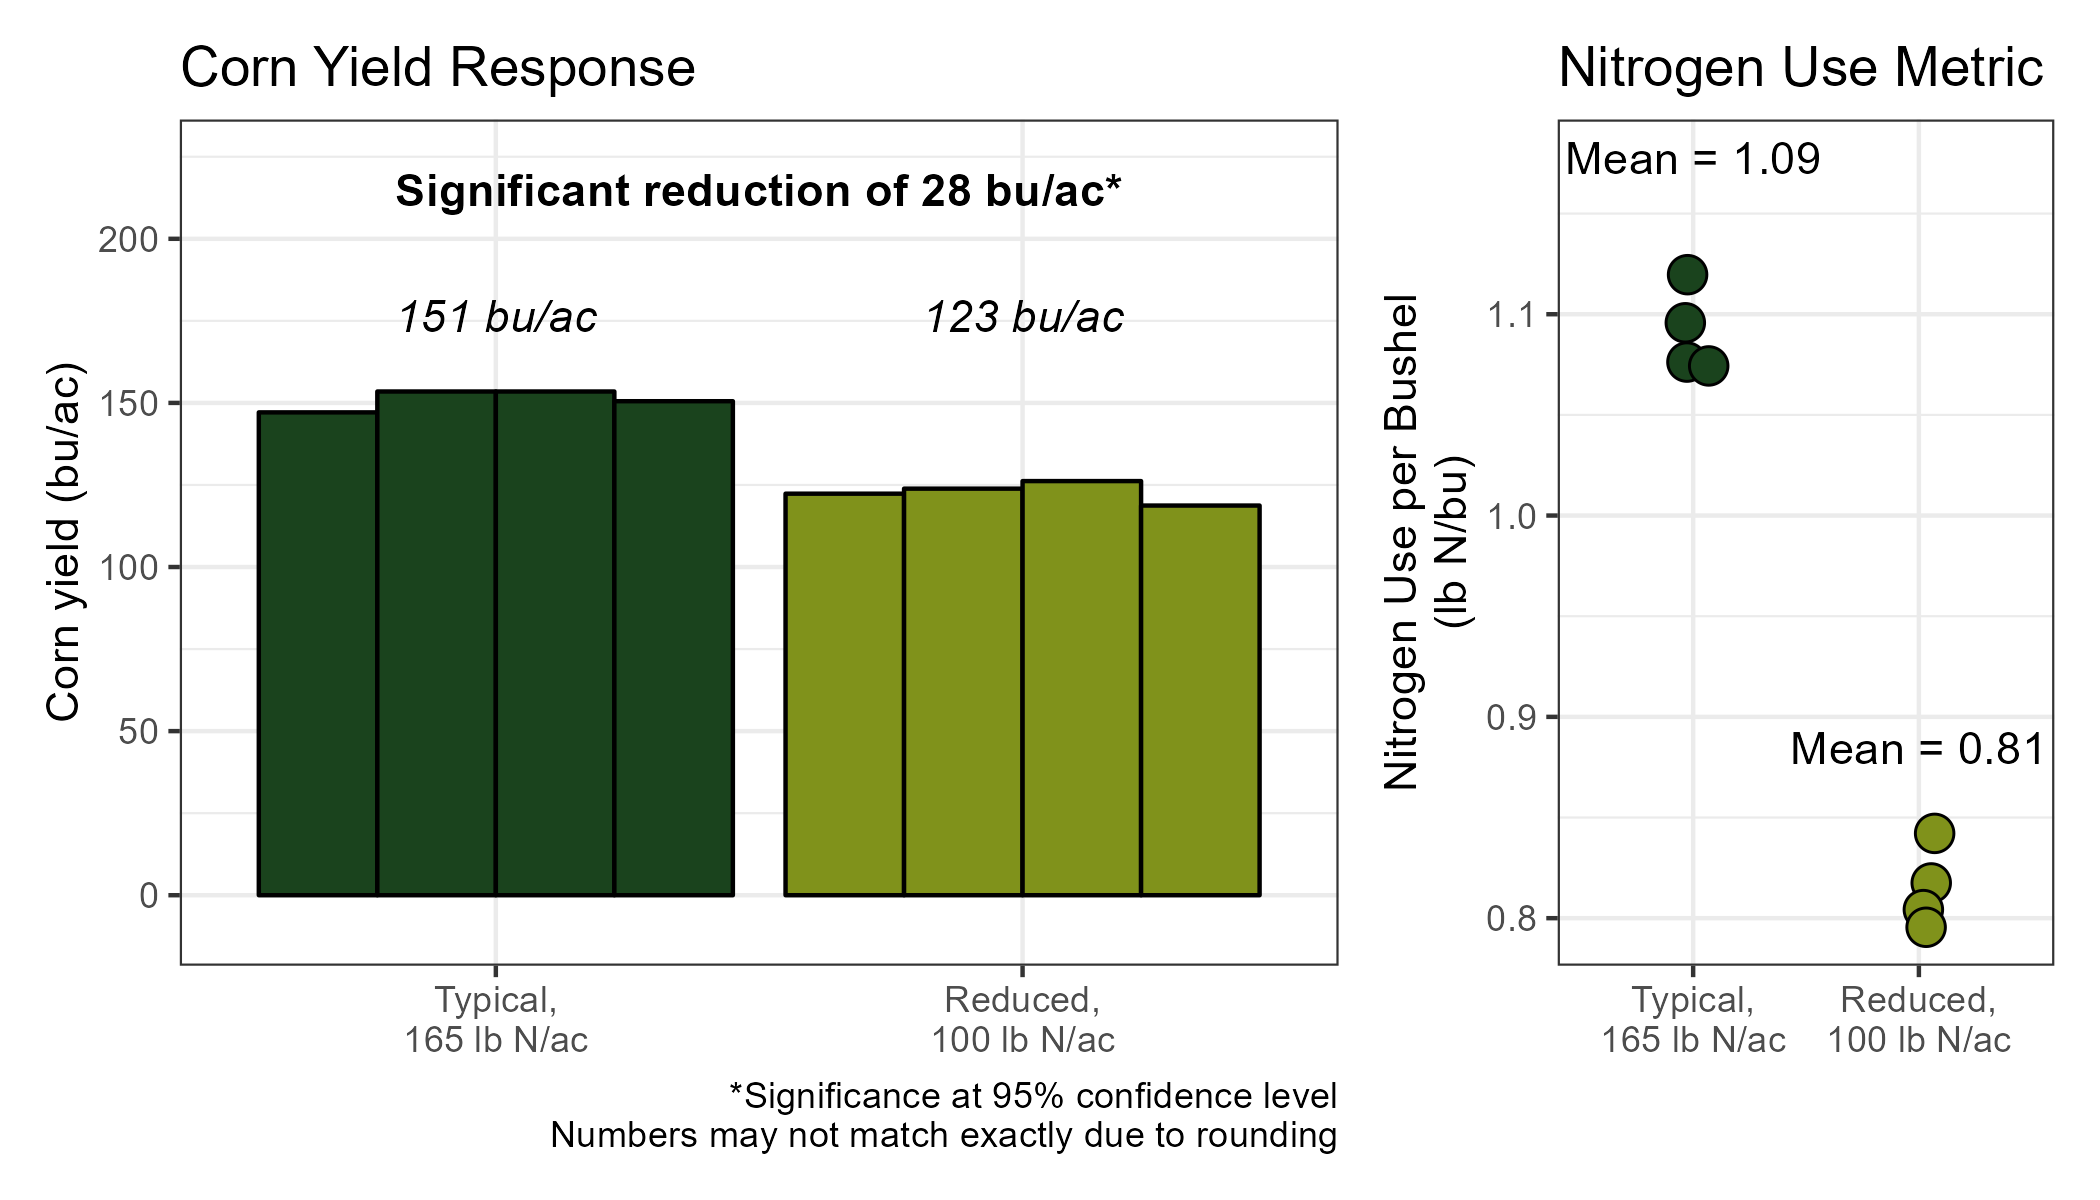 Corn Yield Response
Significant reduction of 28 bu/ac*
151 bu/ac
123 bu/ac
Corn yield (bu/ac)
200
150
100
50
0
Typical,
165 lb N/ac
Reduced,
100 lb N/ac
*Significance at 95% confidence level
Numbers may not match exactly due to rounding
Nitrogen Use Metric
Mean = 1.09
Mean = 0.81
Nitrogen Use per Bushel
(lb N/bu)
1.1
1.0
0.9
0.8
Typical,
165 lb N/ac
Reduced,
100 lb N/ac